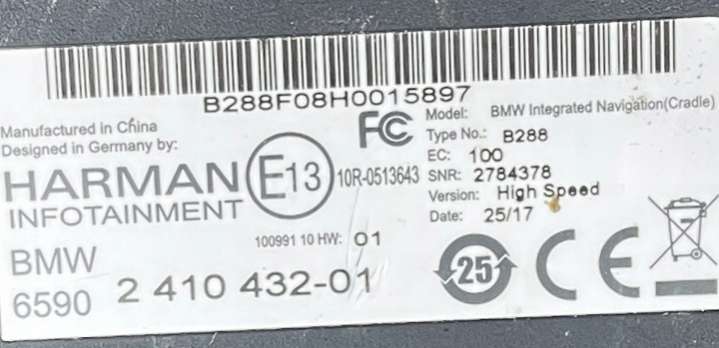 B288F08H0015897
Manufactured in China
Designed in Germany by:
HARMAN
INFOTAINMENT
E13
10R-0513643
FC
Model: BMW Integrated Navigation(Cradle)
Type No.: B288
EC: 100
SNR: 2784378
Version: High Speed
Date: 25/17
100991 10 HW: 01
BMW
6590 2 410 432-01
25
CE